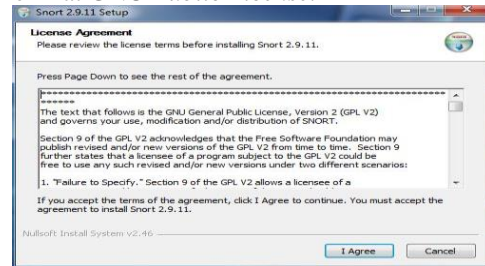 Snort 2.9.11 Setup
License Agreement
Please review the license terms before installing Snort 2.9.11.
Press Page Down to see the rest of the agreement.
******
The text that follows is the GNU General Public License, Version 2 (GPL V2)
and governs your use, modification and/or distribution of SNORT.
Section 9 of the GPL V2 acknowledges that the Free Software Foundation may
publish revised and/or new versions of the GPL V2 from time to time.  Section 9
further states that a licensee of a program subject to the GPL V2 could be
free to use any such revised and/or new versions under two different scenarios:
1. "Failure to Specify." Section 9 of the GPL V2 allows a licensee of a
If you accept the terms of the agreement, click I Agree to continue. You must accept the
agreement to install Snort 2.9.11.
Nullsoft Install System v2.46
I Agree
Cancel